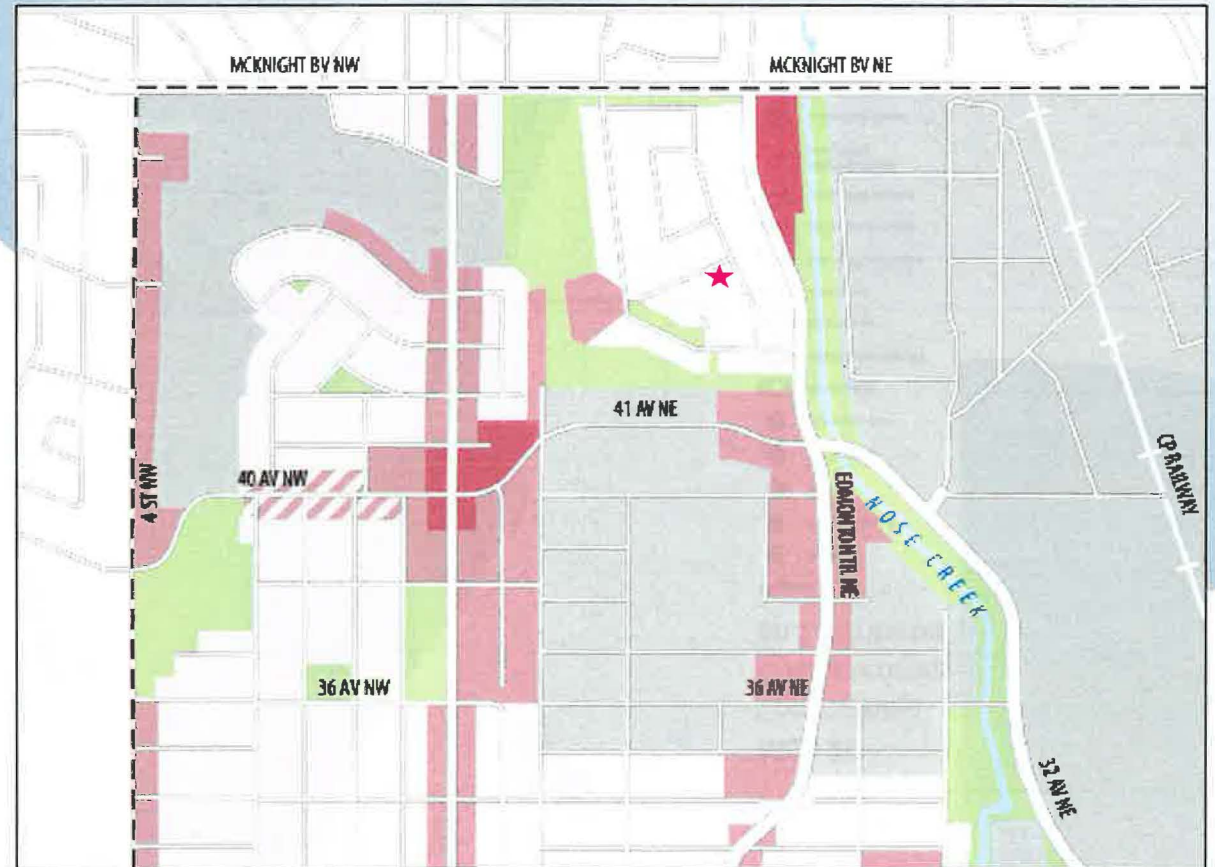 MCKNIGHT BV NW
MCKNIGHT BV NE
41 AV NE
40 AV NW
4 ST NW
EDMONTON TR NE
NOSE CREEK
CP RAILWAY
36 AV NW
36 AV NE
32 AV NE